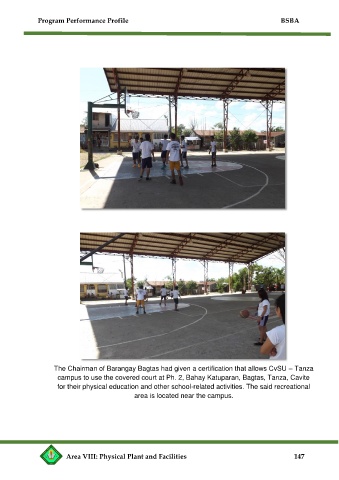 Program Performance Profile BSBA
The Chairman of Barangay Bagtas had given a certification that allows CvSU – Tanza
campus to use the covered court at Ph. 2, Bahay Katuparan, Bagtas, Tanza, Cavite
for their physical education and other school-related activities. The said recreational
area is located near the campus.
Area VIII: Physical Plant and Facilities 147